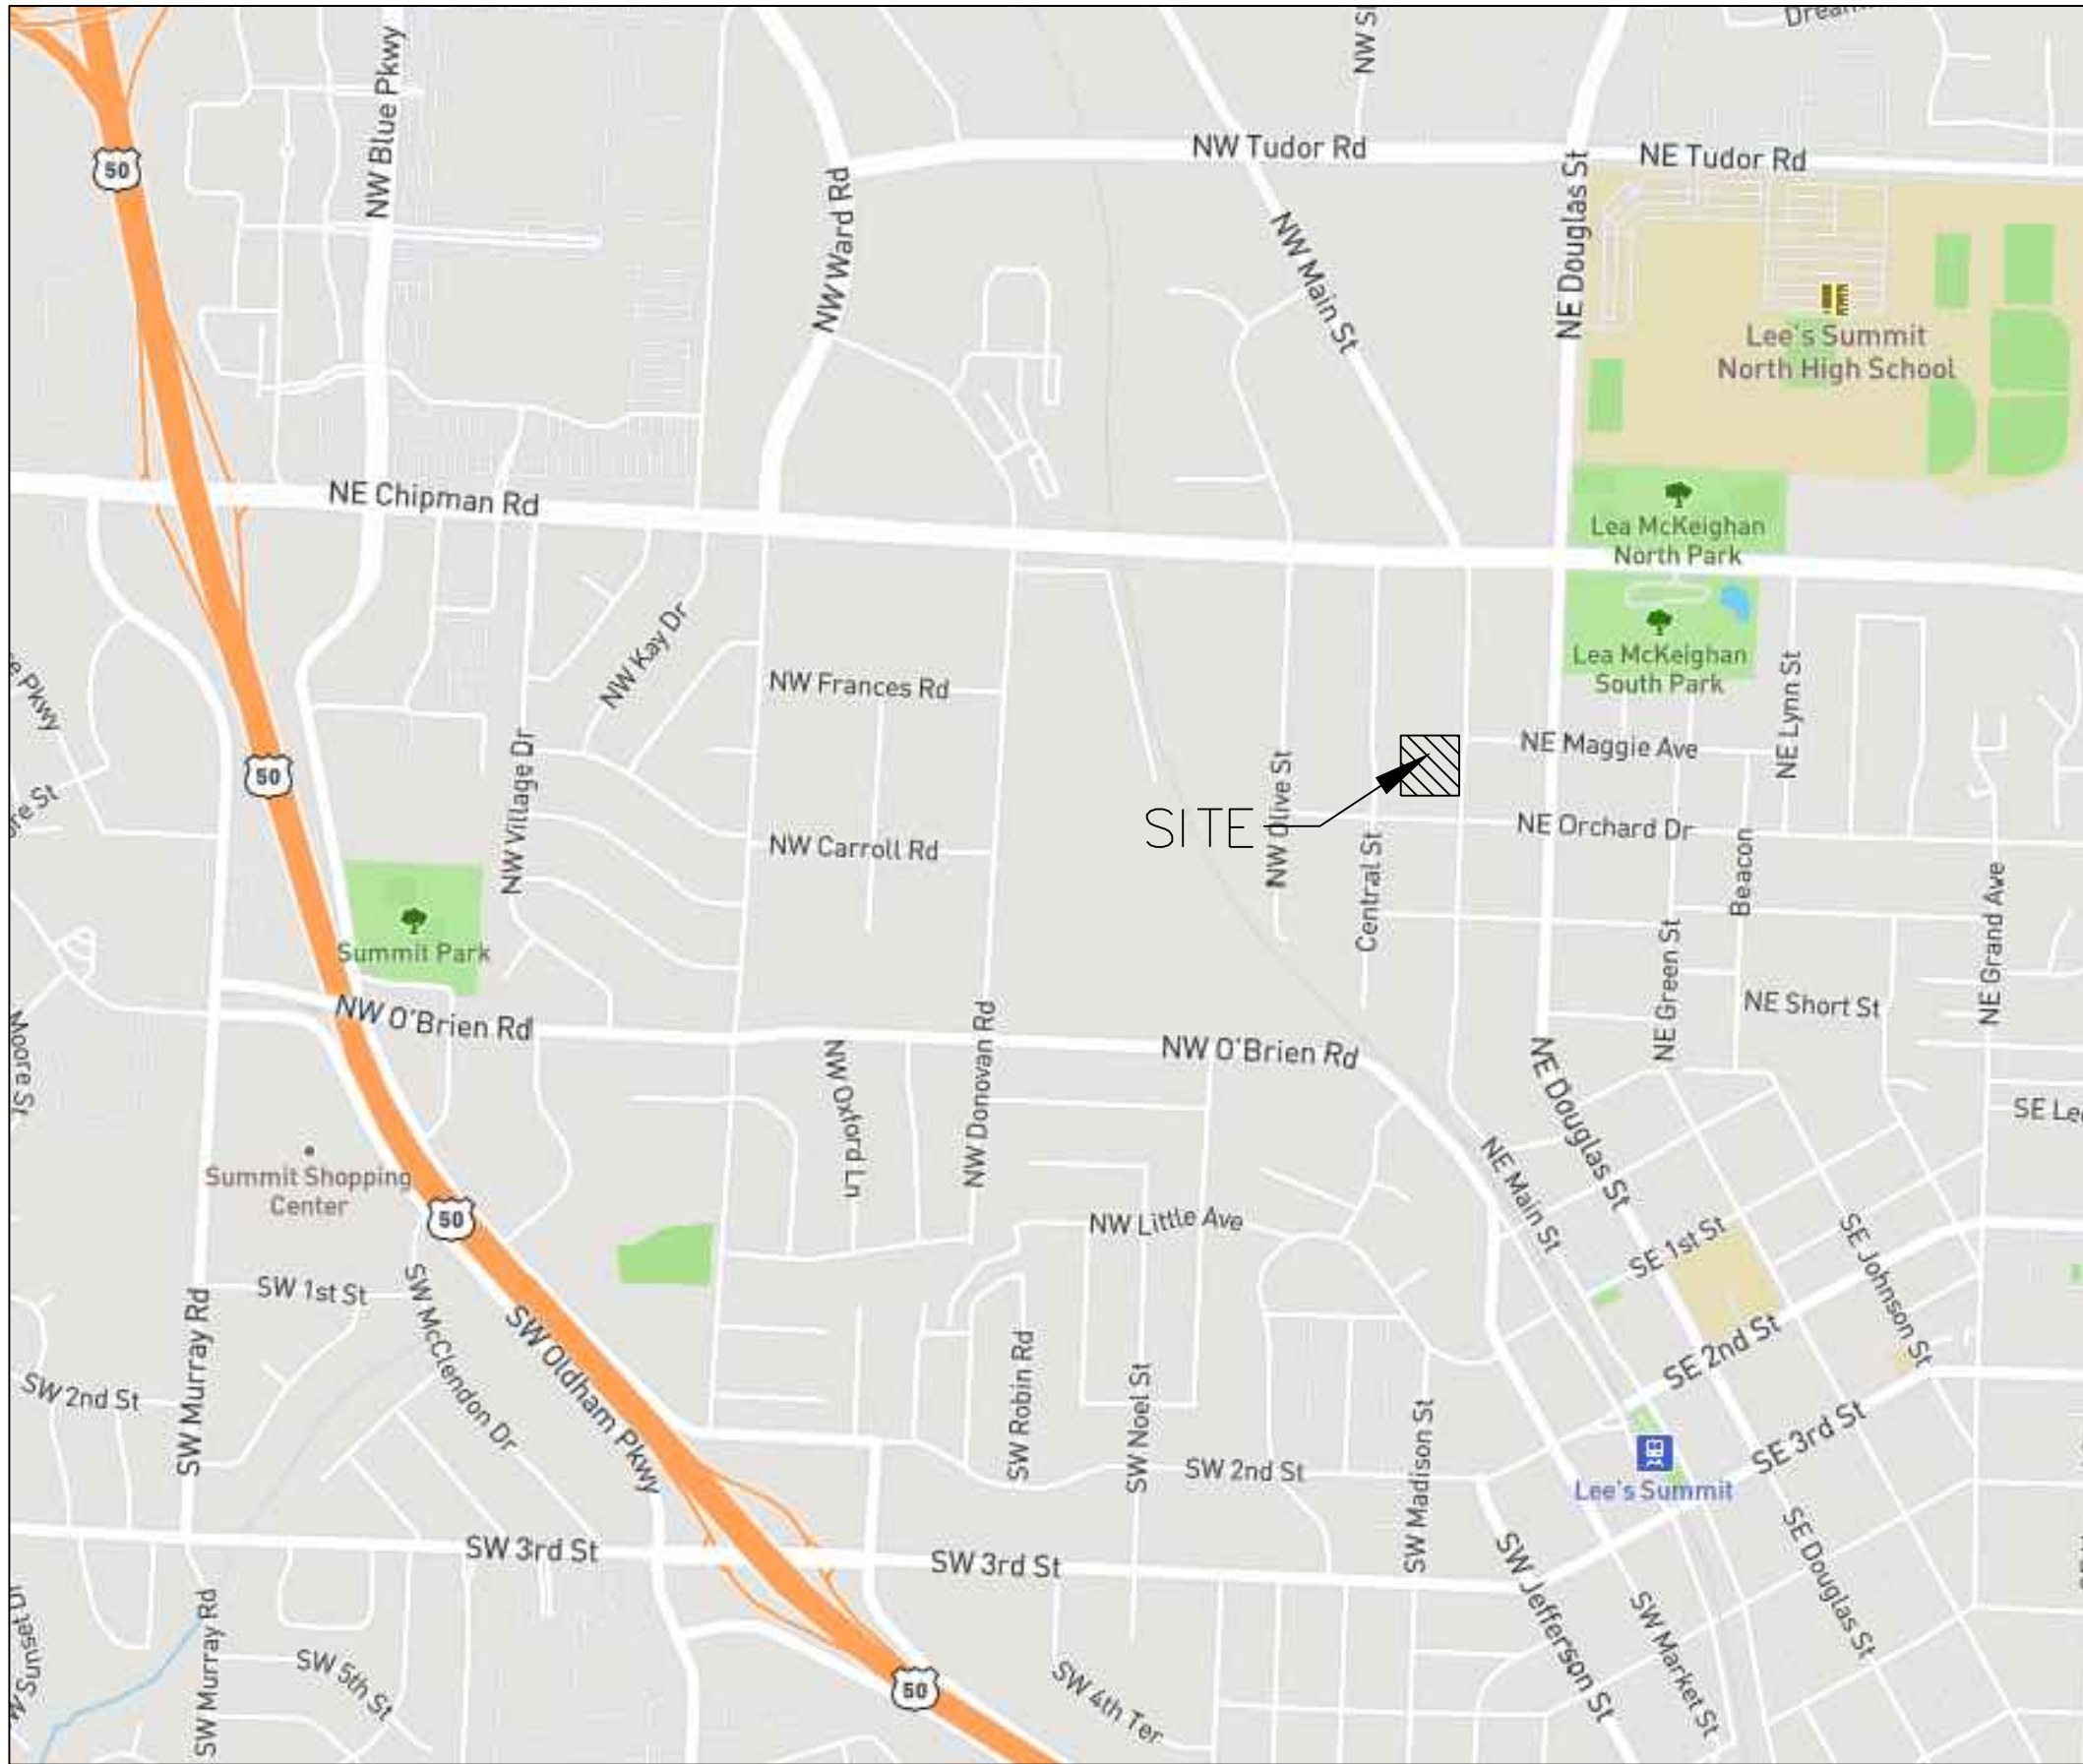 NW Blue Pkwy
50
NW Tudor Rd
NE Tudor Rd
NW Ward Rd
NW Main St
NE Douglas St
Lee's Summit
North High School
NE Chipman Rd
Lea McKeighan
North Park
Lea McKeighan
South Park
NW Kay Dr
NW Frances Rd
NE Lynn St
NE Maggie Ave
50
NW Village Dr
NW Olive St
SITE
NE Orchard Dr
NW Carroll Rd
Central St
Beacon
Summit Park
NE Green St
NE Grand Ave
NE Short St
NW O'Brien Rd
NW O'Brien Rd
NW Oxford Ln
NW Donovan Rd
Moore St
NE Douglas St
Summit Shopping
Center
50
NE Main St
NW Little Ave
SE 1st St
SE Johnson St
SW 1st St
SW McClendon Dr
SW Oldham Pkwy
SW Murray Rd
SW 2nd St
SW Robin Rd
SW Noel St
SW 2nd St
SW Madison St
SE 2nd St
SE 3rd St
Lee's Summit
SW 3rd St
SW 3rd St
SW Jefferson St
SE Douglas St
SW Market St
SW Murray Rd
SW 5th St
50
SW 4th Ter